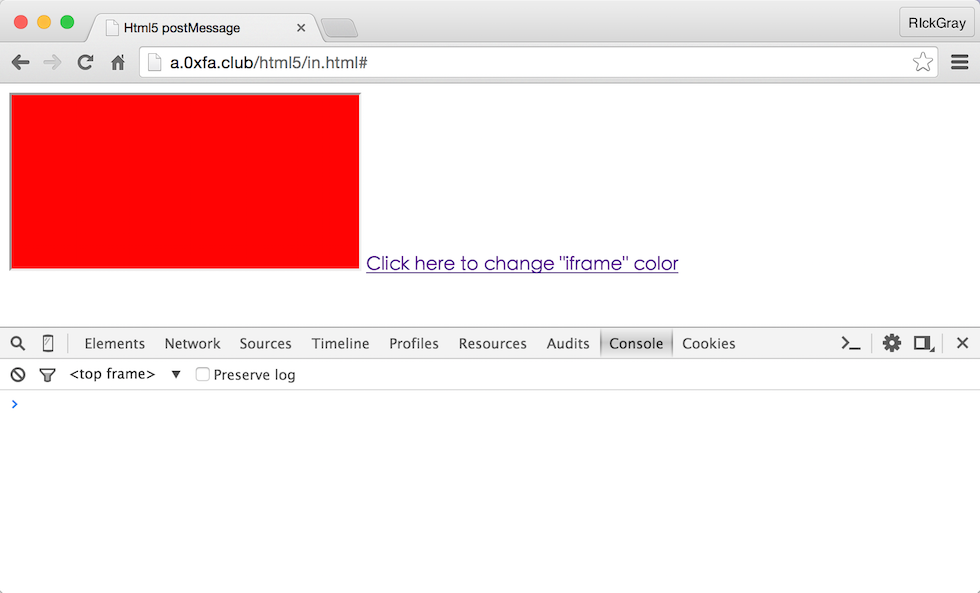 Html5 postMessage
RIckGray
a.0xfa.club/html5/in.html#
Click here to change "iframe" color
Elements Network Sources Timeline Profiles Resources Audits Console Cookies
<top frame> Preserve log